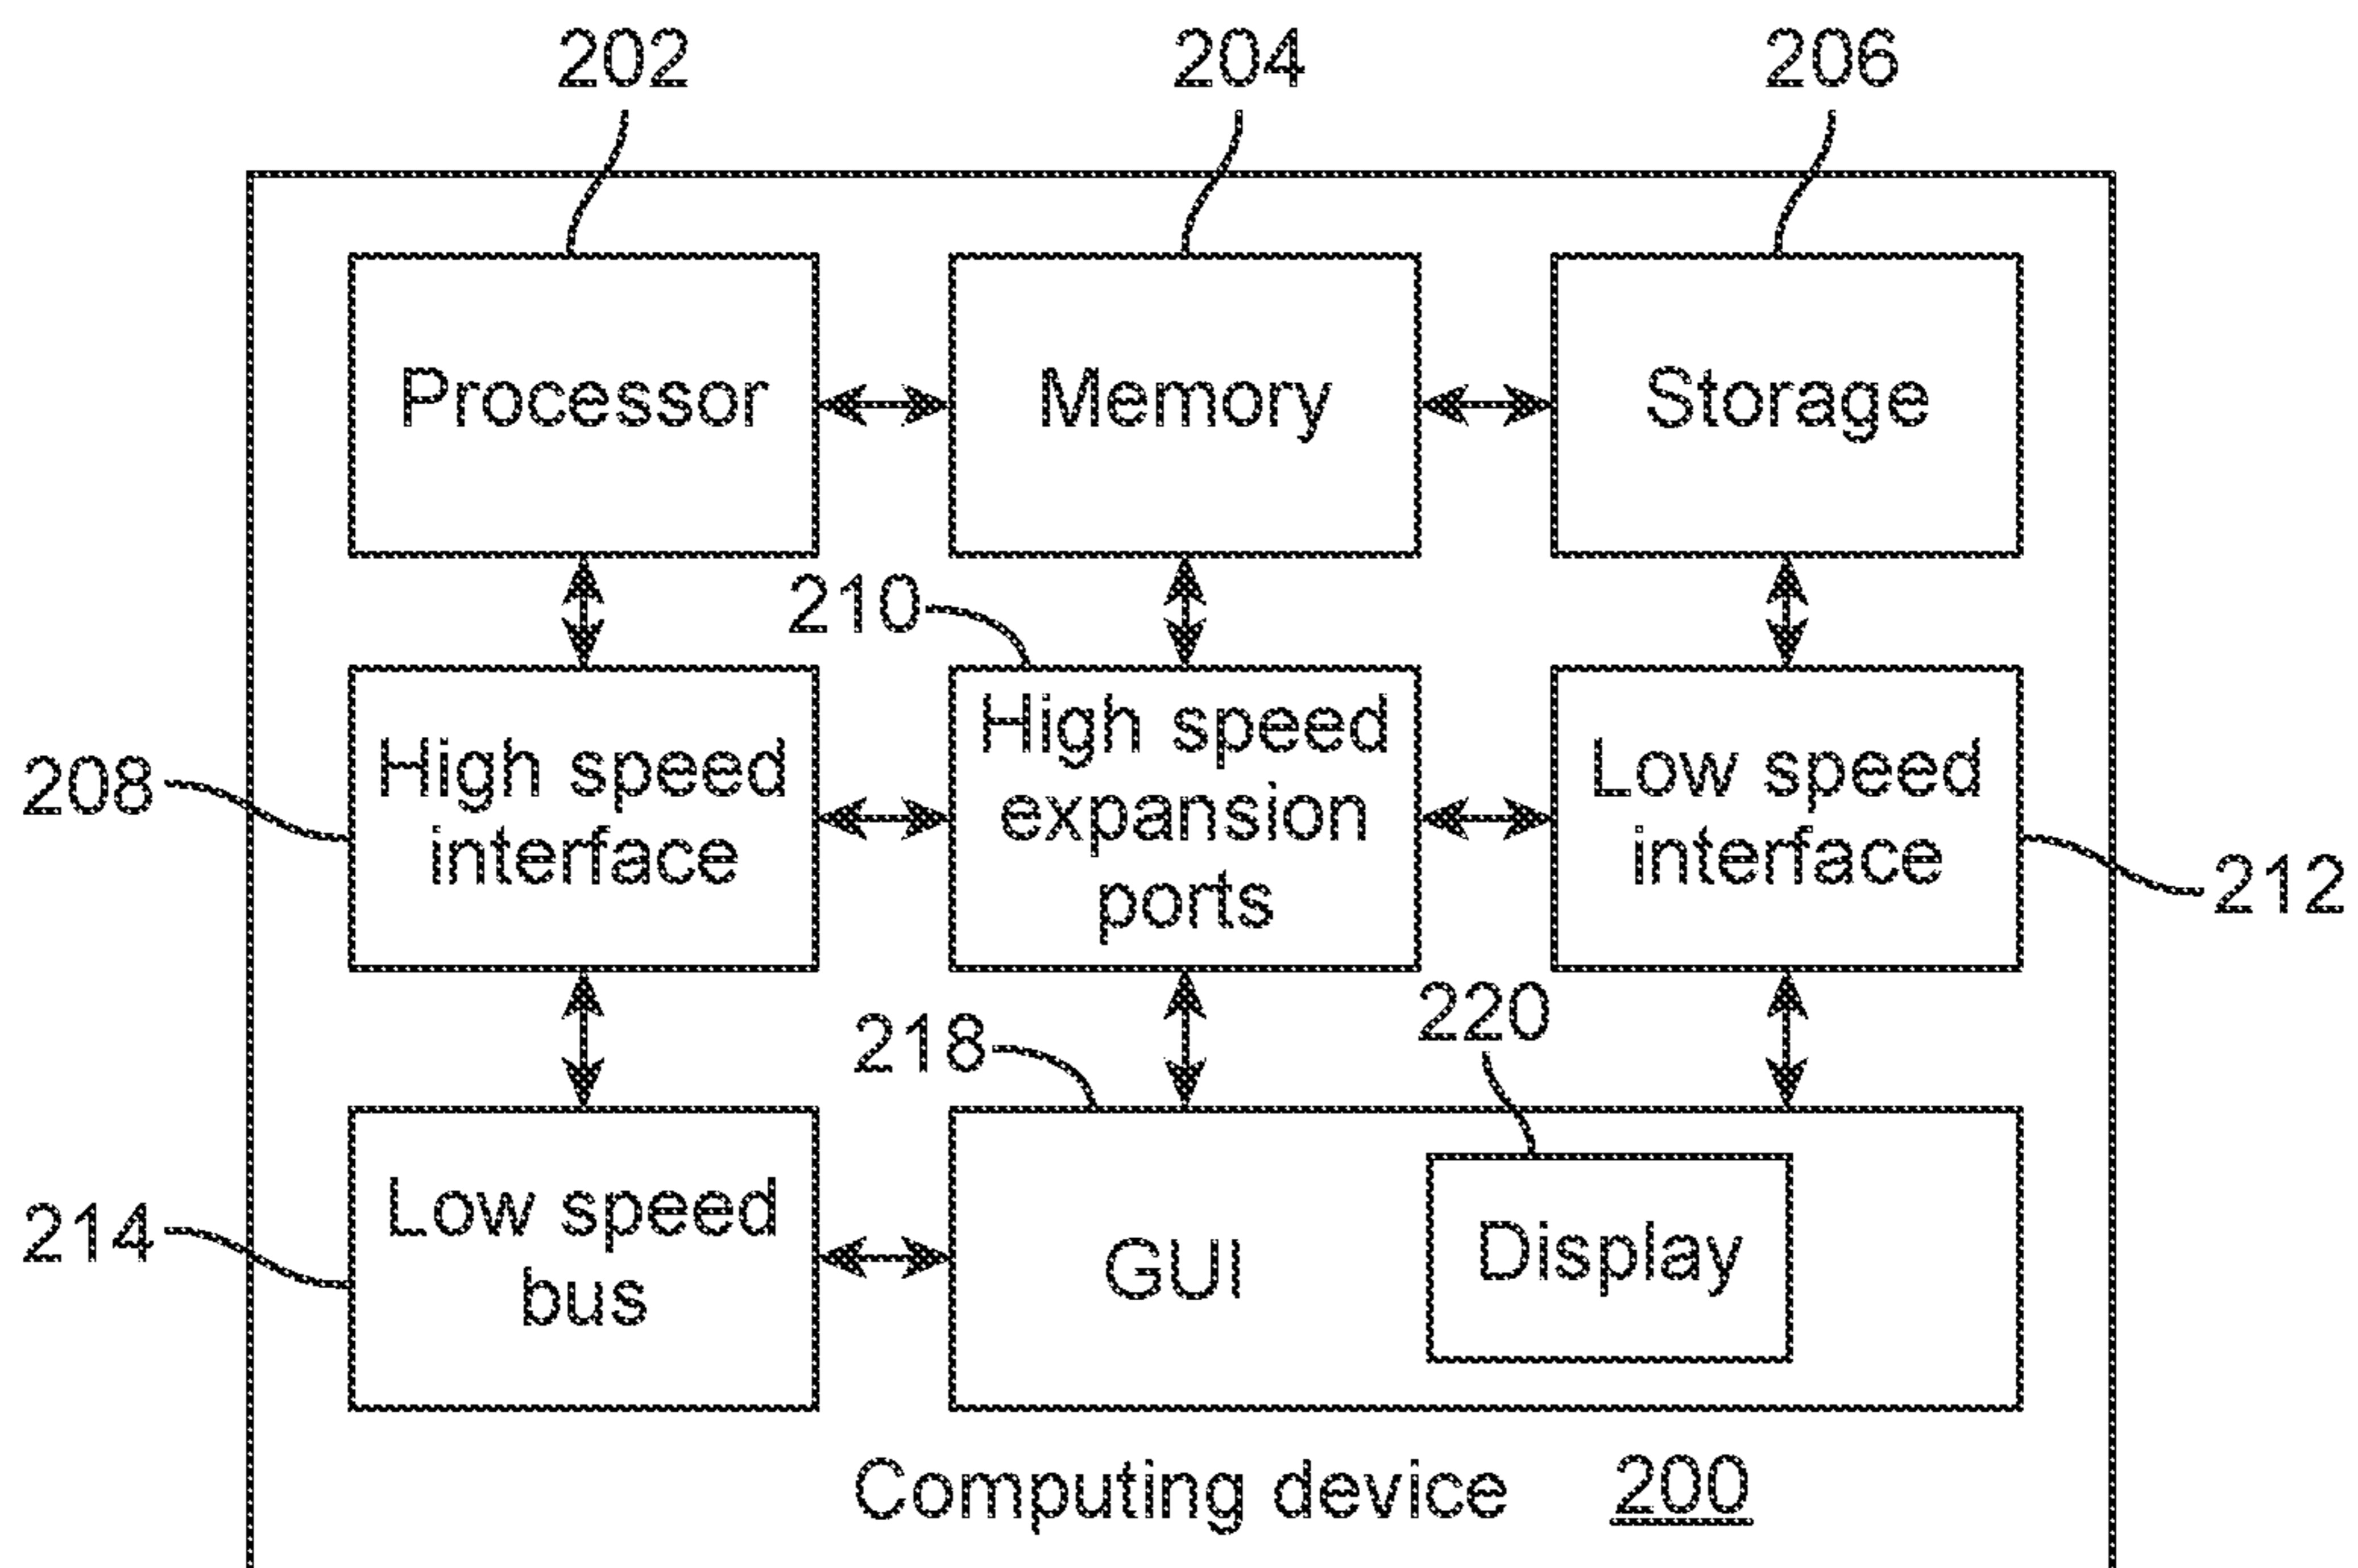 202
204
206
Processor
Memory
Storage
210
208
High speed
interface
High speed
expansion
ports
Low speed
interface
212
218
220
214
Low speed
bus
GUI
Display
Computing device 200